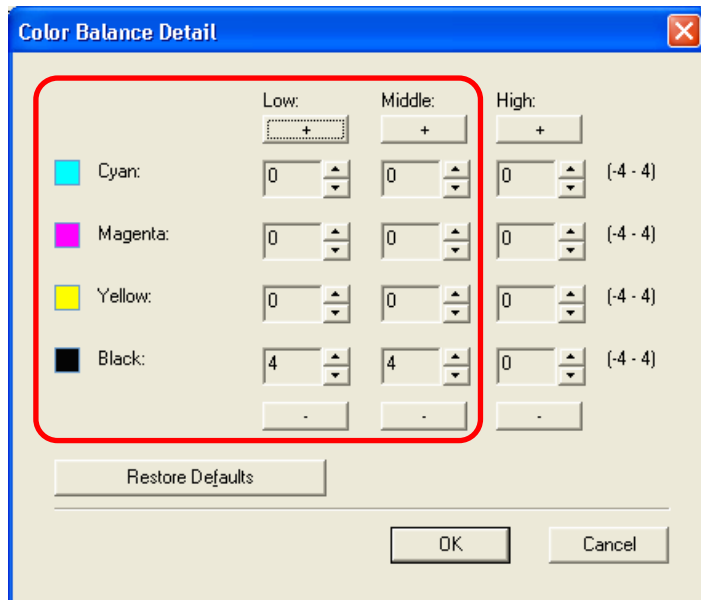 Color Balance Detail
Low: Middle: High:
+ + +
Cyan: 0 0 0 (-4 - 4)
Magenta: 0 0 0 (-4 - 4)
Yellow: 0 0 0 (-4 - 4)
Black: 4 4 0 (-4 - 4)
- - -
Restore Defaults
OK Cancel